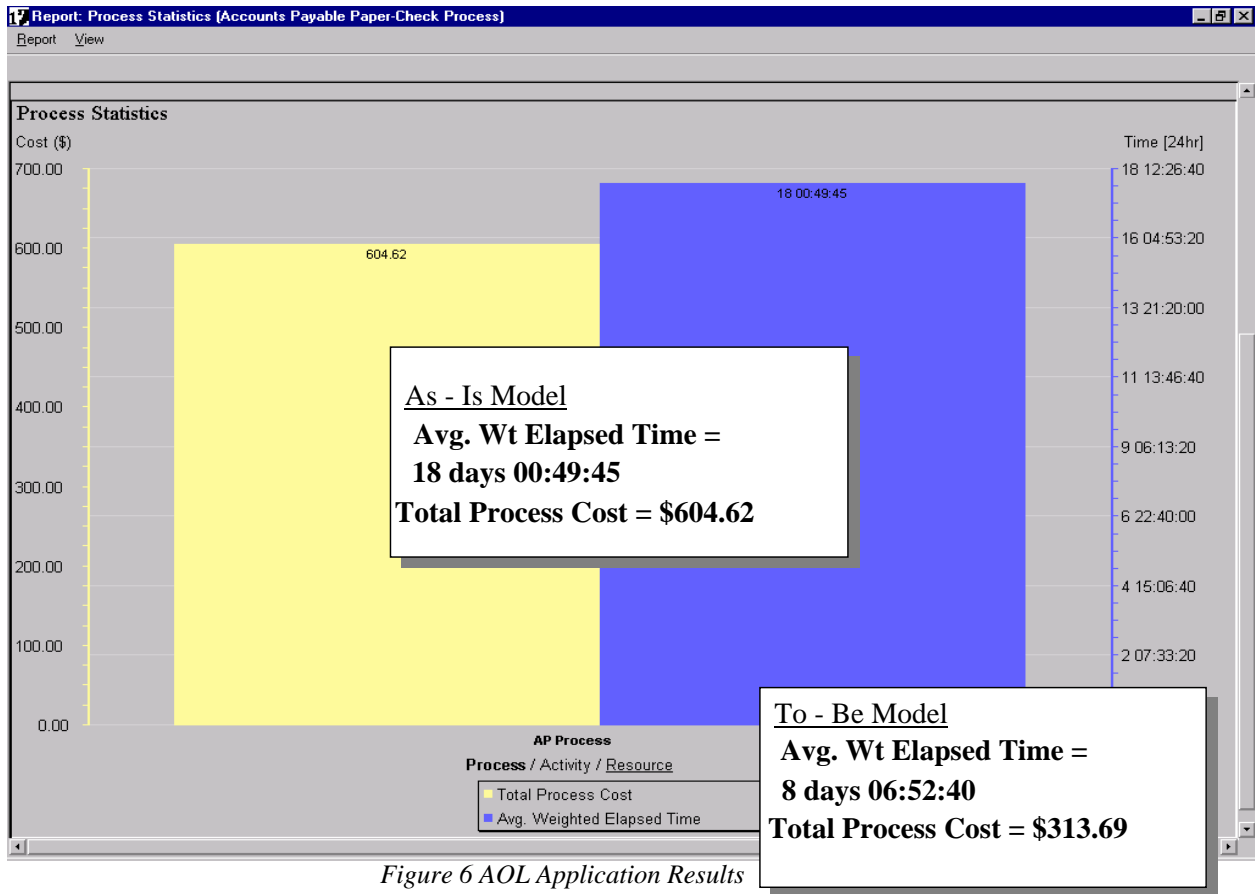 Report: Process Statistics (Accounts Payable Paper-Check Process)
Report View
Process Statistics
Cost ($)
Time [24hr]
700.00
600.00
500.00
400.00
300.00
200.00
100.00
0.00
18 12:26:40
16 04:53:20
13 21:20:00
11 13:46:40
9 06:13:20
6 22:40:00
4 15:06:40
2 07:33:20
604.62
18 00:49:45
As - Is Model
Avg. Wt Elapsed Time =
18 days 00:49:45
Total Process Cost = $604.62
To - Be Model
Avg. Wt Elapsed Time =
8 days 06:52:40
Total Process Cost = $313.69
AP Process
Process / Activity / Resource
Total Process Cost
Avg. Weighted Elapsed Time
Figure 6 AOL Application Results